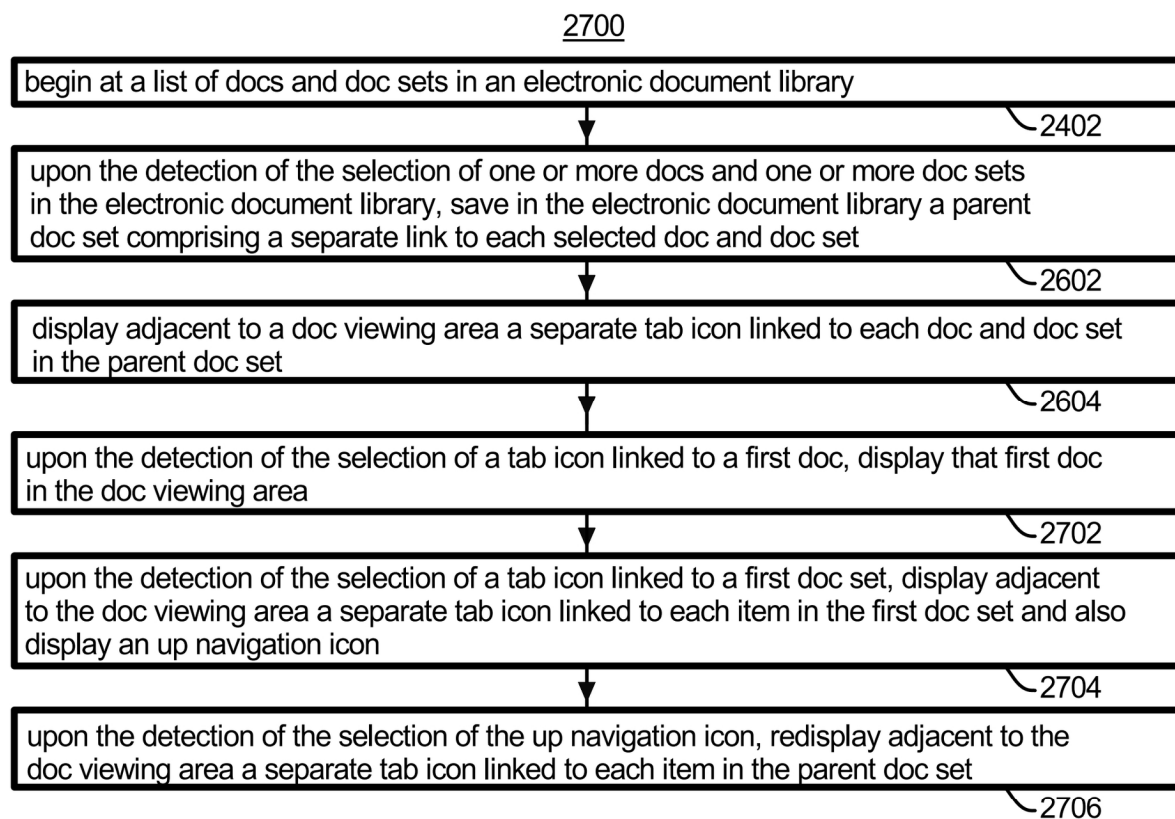 2700
begin at a list of docs and doc sets in an electronic document library
2402
upon the detection of the selection of one or more docs and one or more doc sets
in the electronic document library, save in the electronic document library a parent
doc set comprising a separate link to each selected doc and doc set
2602
display adjacent to a doc viewing area a separate tab icon linked to each doc and doc set
in the parent doc set
2604
upon the detection of the selection of a tab icon linked to a first doc, display that first doc
in the doc viewing area
2702
upon the detection of the selection of a tab icon linked to a first doc set, display adjacent
to the doc viewing area a separate tab icon linked to each item in the first doc set and also
display an up navigation icon
2704
upon the detection of the selection of the up navigation icon, redisplay adjacent to the
doc viewing area a separate tab icon linked to each item in the parent doc set
2706